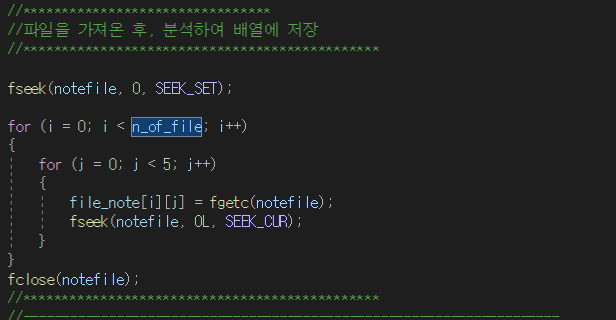 //********************************
//파일을 가져온 후, 분석하여 배열에 저장
//**********************************************
fseek(notefile, 0, SEEK_SET);
for (i = 0; i < n_of_file; i++)
{
for (j = 0; j < 5; j++)
{
file_note[i][j] = fgetc(notefile);
fseek(notefile, 0L, SEEK_CUR);
}
}
fclose(notefile);
//**********************************************
//----------------------------------------------------------------------